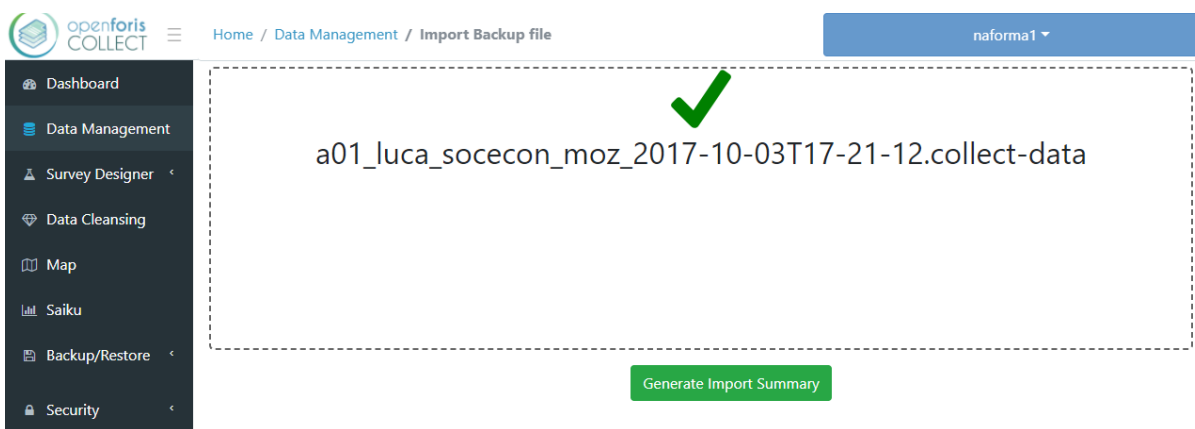 openforis
COLLECT
Home / Data Management / Import Backup file
naforma1
Dashboard
Data Management
Survey Designer
Data Cleansing
Map
Saiku
Backup/Restore
Security
a01_luca_socecon_moz_2017-10-03T17-21-12.collect-data
Generate Import Summary